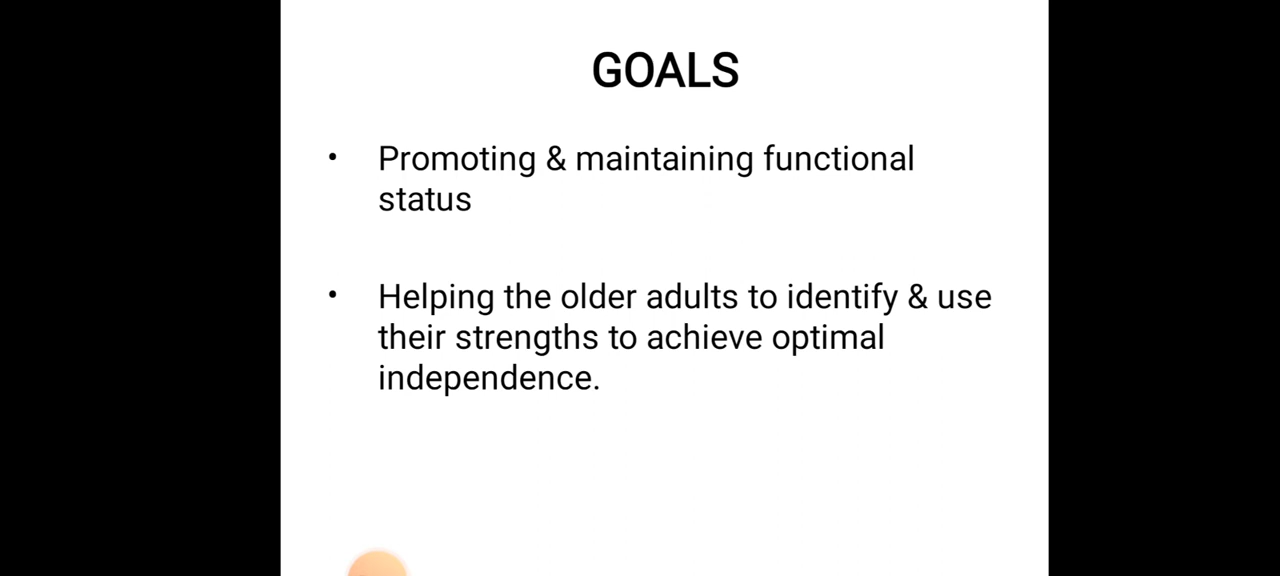 GOALS
• Promoting & maintaining functional
status
• Helping the older adults to identify & use
their strengths to achieve optimal
independence.